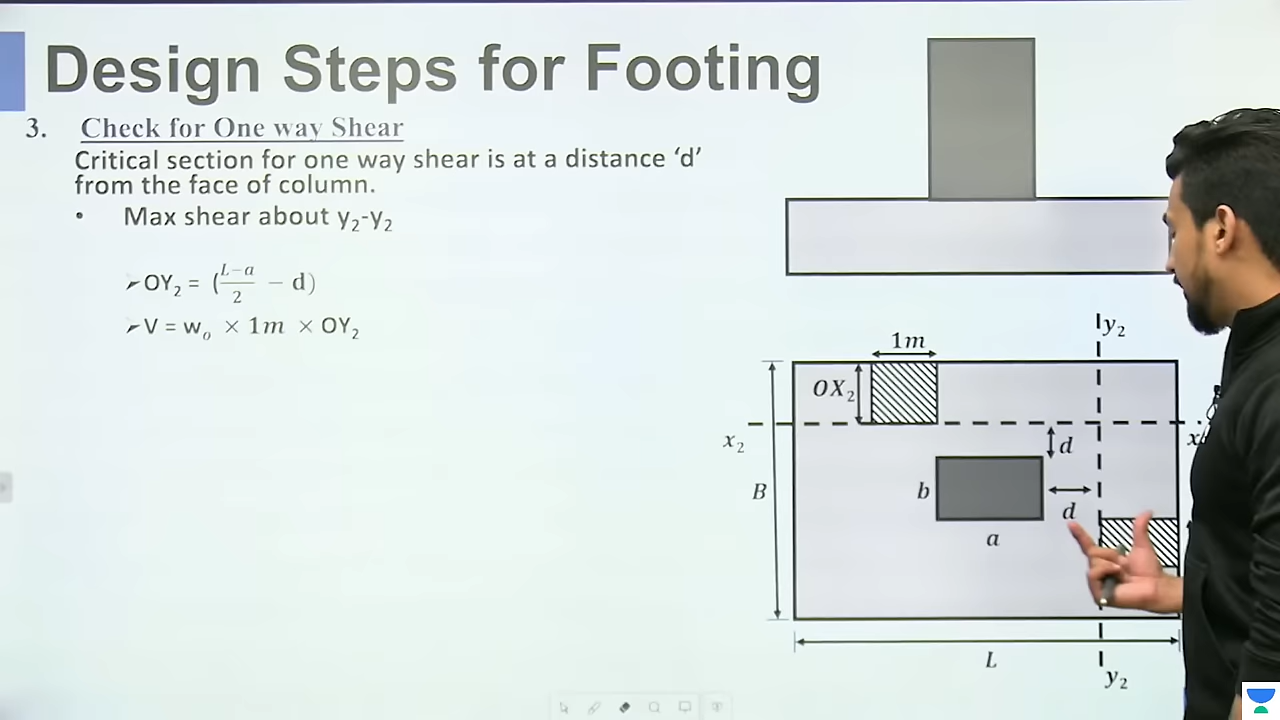 Design Steps for Footing
3. Check for One way Shear
Critical section for one way shear is at a distance ‘d’
from the face of column.
• Max shear about y₂-y₂
➢OY₂ = (\frac{L−a}{2} − d)
➢V = wₒ × 1m × OY₂
y₂
1m
OX₂
x₂
d
x
B
b
d
a
L
y₂